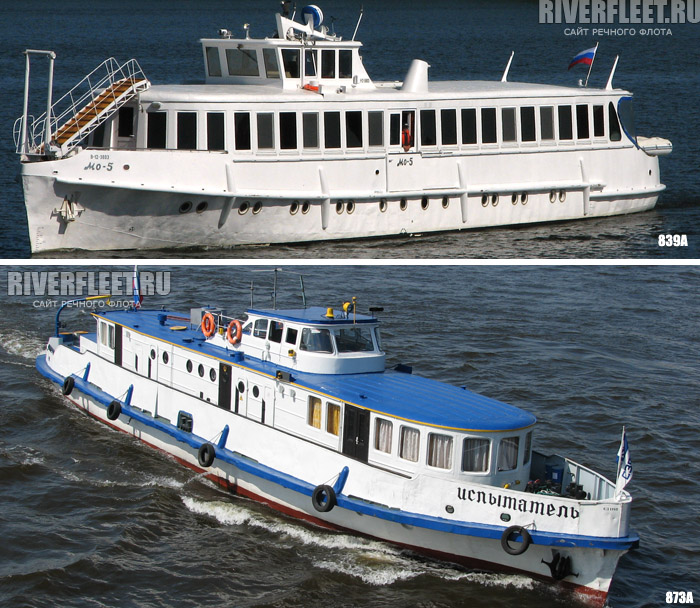 RIVERFLEET.RU
САЙТ РЕЧНОГО ФЛОТА
Мо-5
Мо-5
839А
RIVERFLEET.RU
САЙТ РЕЧНОГО ФЛОТА
испытатель
873А